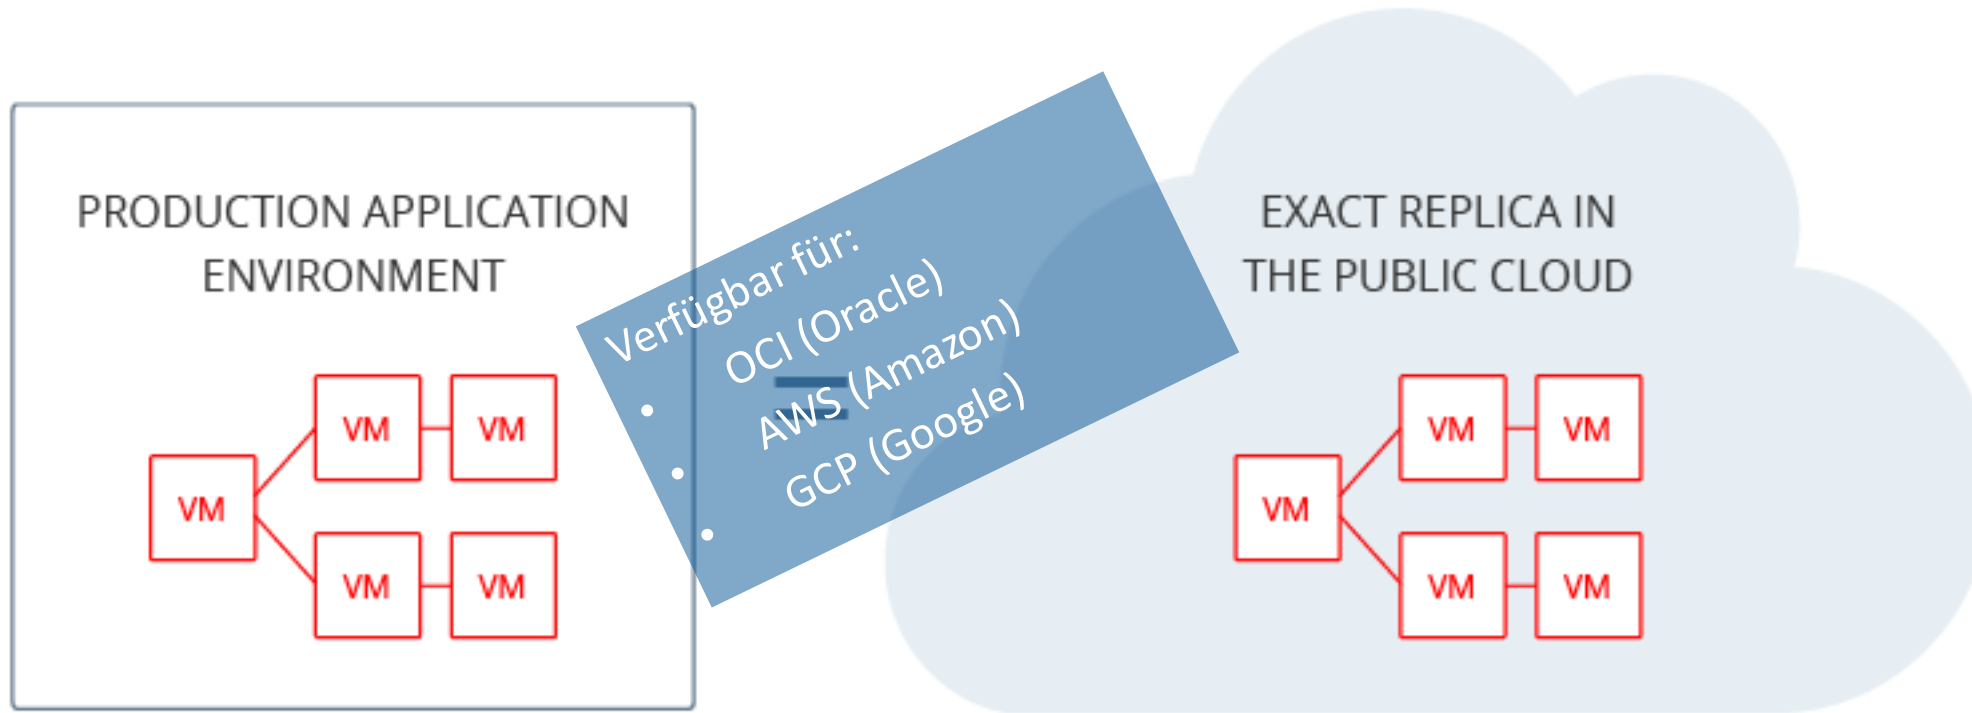 PRODUCTION APPLICATION
ENVIRONMENT
VM
VM
VM
VM
VM
Verfügbar für:
• OCI (Oracle)
• AWS (Amazon)
• GCP (Google)
=
EXACT REPLICA IN
THE PUBLIC CLOUD
VM
VM
VM
VM
VM